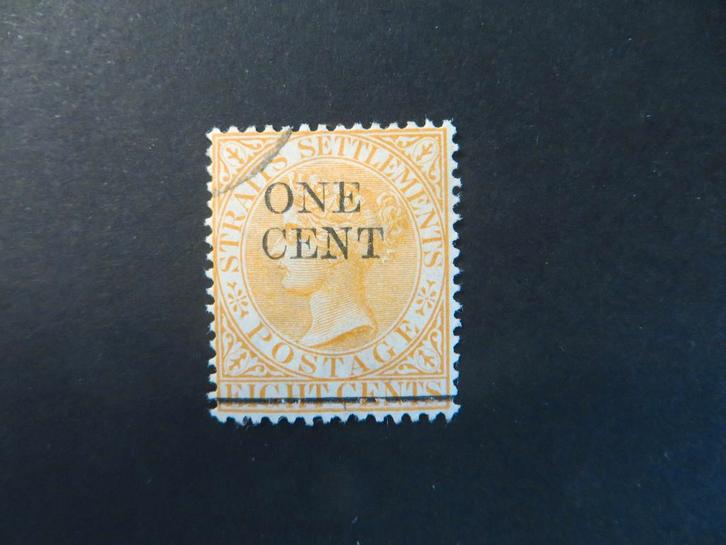 STRAITS SETTLEMENTS
ONE
CENT
POSTAGE
EIGHT CENTS